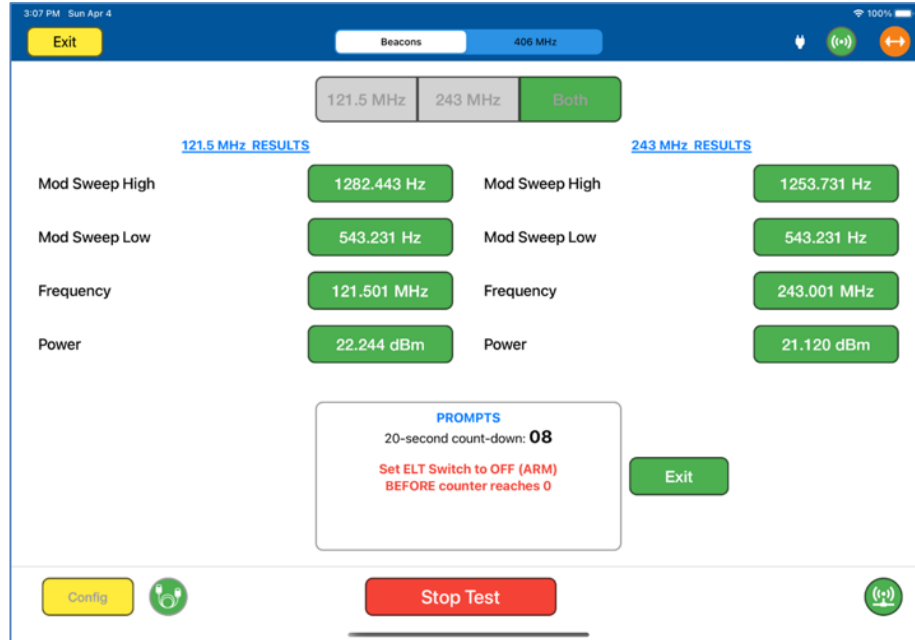 3:07 PM Sun Apr 4 100%
Exit Beacons 406 MHz
121.5 MHz 243 MHz Both
121.5 MHz RESULTS 243 MHz RESULTS
Mod Sweep High 1282.443 Hz Mod Sweep High 1253.731 Hz
Mod Sweep Low 543.231 Hz Mod Sweep Low 543.231 Hz
Frequency 121.501 MHz Frequency 243.001 MHz
Power 22.244 dBm Power 21.120 dBm
PROMPTS
20-second count-down: 08
Set ELT Switch to OFF (ARM)
BEFORE counter reaches 0
Exit
Config Stop Test